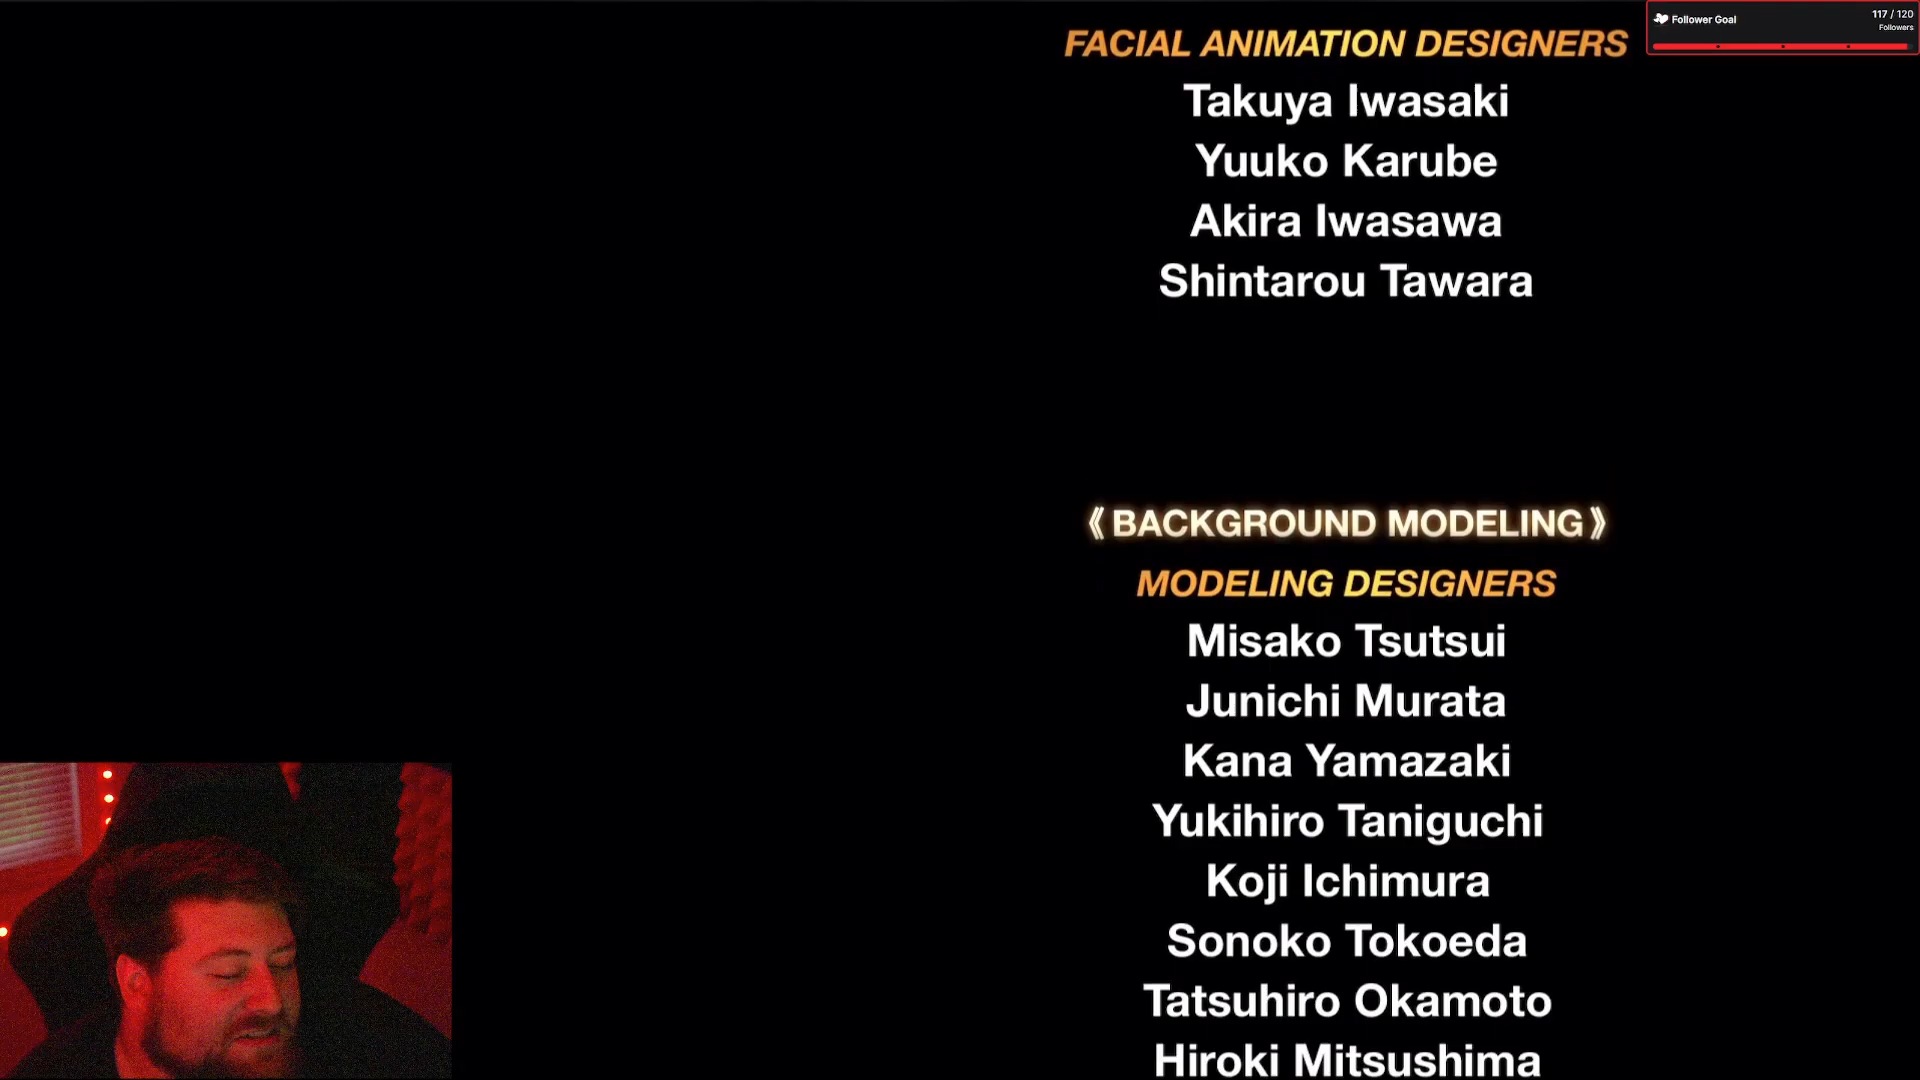 FACIAL ANIMATION DESIGNERS
Takuya Iwasaki
Yuuko Karube
Akira Iwasawa
Shintarou Tawara
《BACKGROUND MODELING》
MODELING DESIGNERS
Misako Tsutsui
Junichi Murata
Kana Yamazaki
Yukihiro Taniguchi
Koji Ichimura
Sonoko Tokoeda
Tatsuhiro Okamoto
Hiroki Mitsushima
Follower Goal
117 / 120
Followers